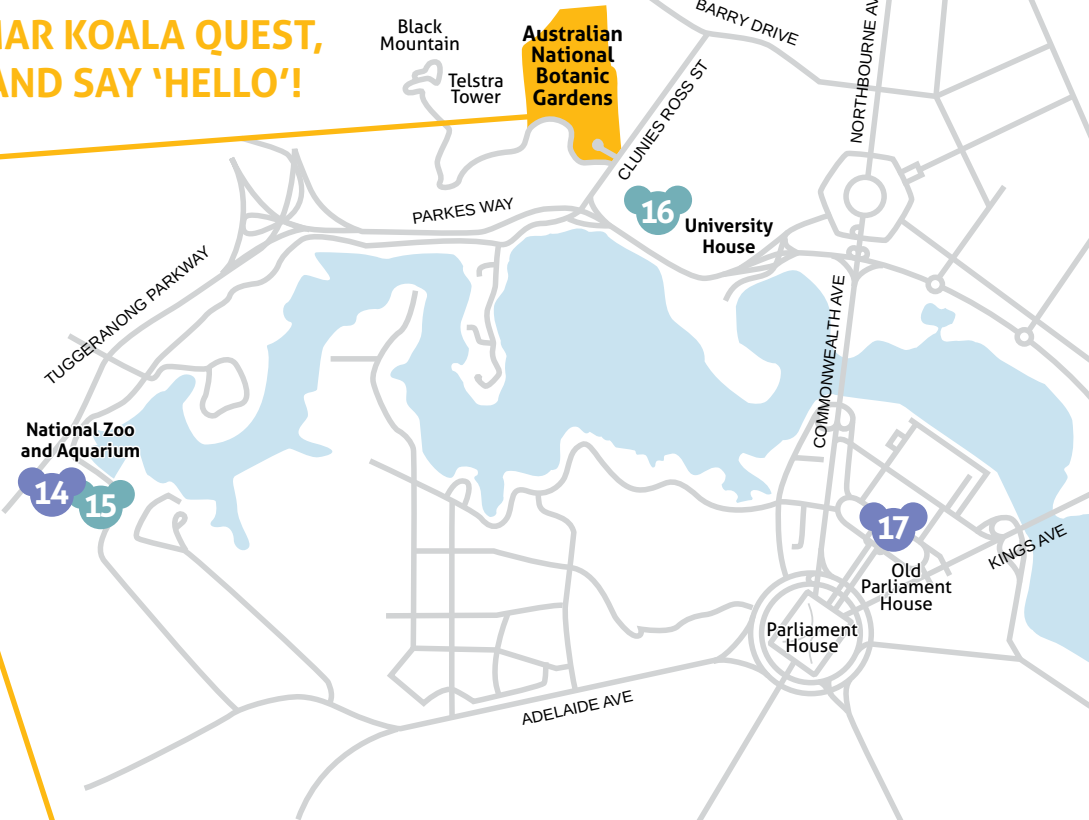 AR KOALA QUEST,
AND SAY ‘HELLO’!
Black
Mountain
Telstra
Tower
Australian
National
Botanic
Gardens
BARRY DRIVE
NORTHBOURNE AV
CLUNIES ROSS ST
PARKES WAY
16
University
House
TUGGERANONG PARKWAY
COMMONWEALTH AVE
National Zoo
and Aquarium
14
15
17
KINGS AVE
Old
Parliament
House
Parliament
House
ADELAIDE AVE